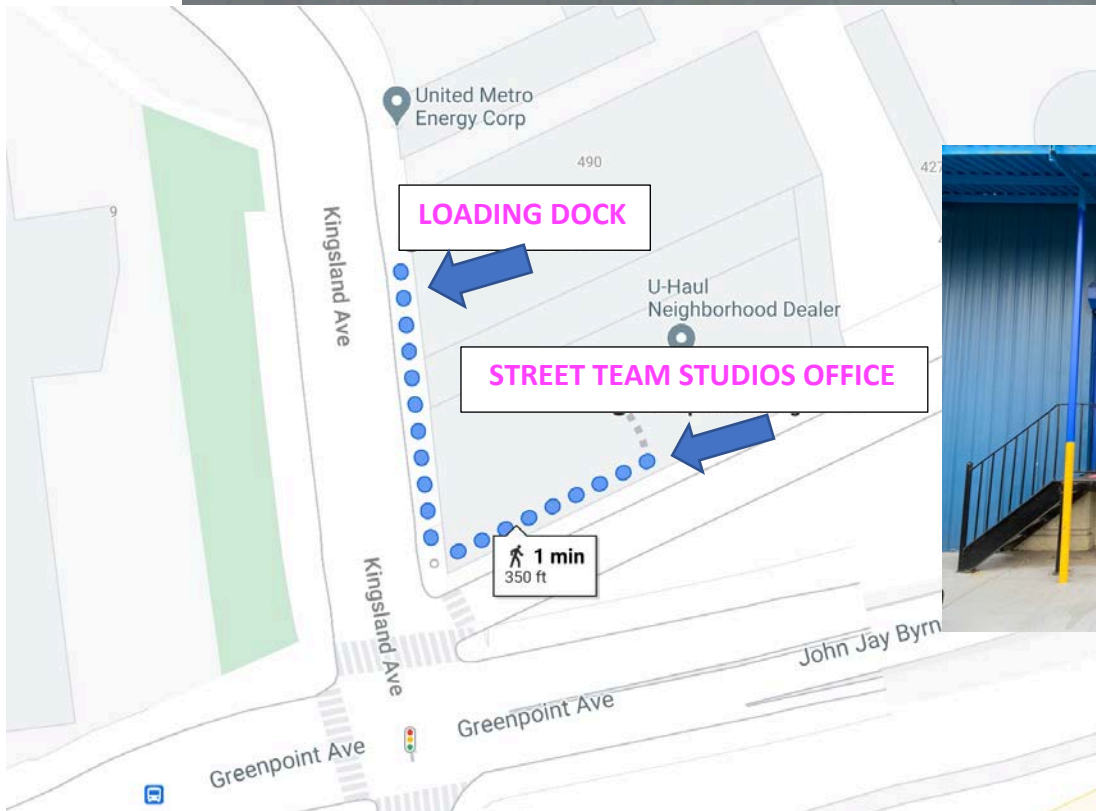 United Metro
Energy Corp
490
427
LOADING DOCK
9
Kingsland Ave
U-Haul
Neighborhood Dealer
STREET TEAM STUDIOS OFFICE
1 min
350 ft
Kingsland Ave
John Jay Byrn
Greenpoint Ave
Greenpoint Ave